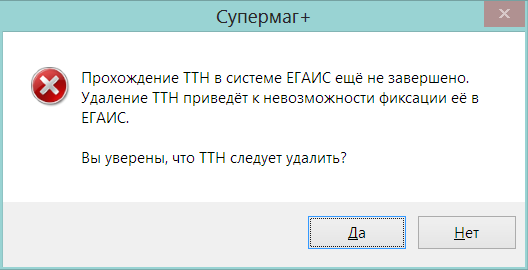 Супермаг+
Прохождение ТТН в системе ЕГАИС ещё не завершено.
Удаление ТТН приведёт к невозможности фиксации её в
ЕГАИС.
Вы уверены, что ТТН следует удалить?
Да
Нет